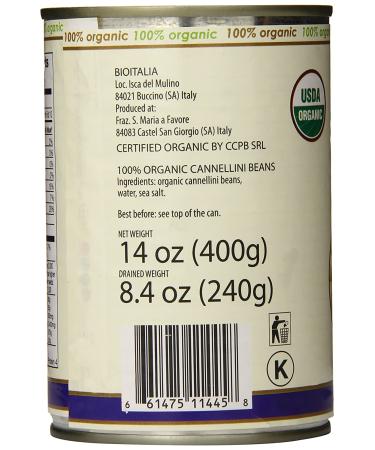 100% organic 100% organic 100% organic 100% organic
BIOITALIA
Loc. Isca del Mulino
84021 Buccino (SA) Italy
Produced at:
Fraz. S. Maria a Favore
84083 Castel San Giorgio (SA) Italy
CERTIFIED ORGANIC BY CCPB SRL
100% ORGANIC CANNELLINI BEANS
Ingredients: organic cannellini beans,
water, sea salt.
Best before: see top of the can.
NET WEIGHT
14 oz (400g)
DRAINED WEIGHT
8.4 oz (240g)
USDA
ORGANIC
K
6 61475 11445 8